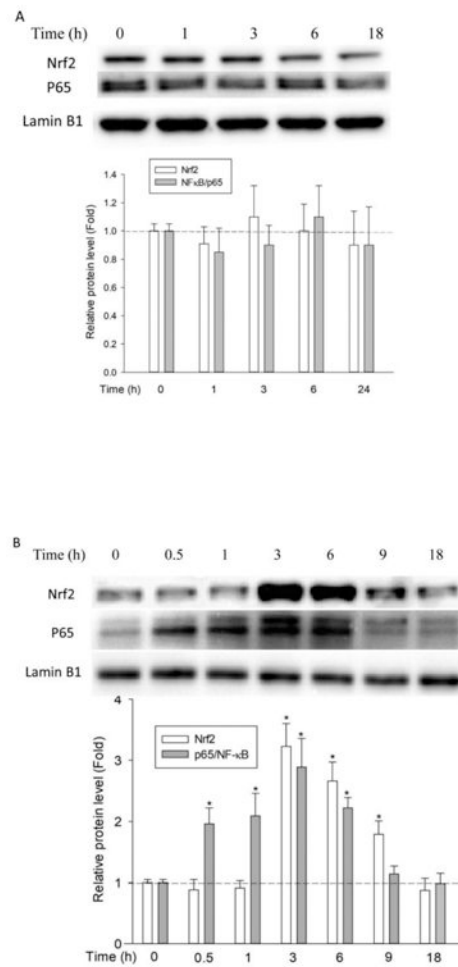 A
Time (h) 0 1 3 6 18
Nrf2
P65
Lamin B1
Nrf2
NFκB/p65
Relative protein level (Fold)
1.4
1.2
1.0
0.8
0.6
0.4
0.2
0.0
Time (h) 0 1 3 6 24
B
Time (h) 0 0.5 1 3 6 9 18
Nrf2
P65
Lamin B1
Nrf2
p65/NF-κB
Relative protein level (Fold)
4
3
2
1
0
* * * * * * *
Time (h) 0 0.5 1 3 6 9 18